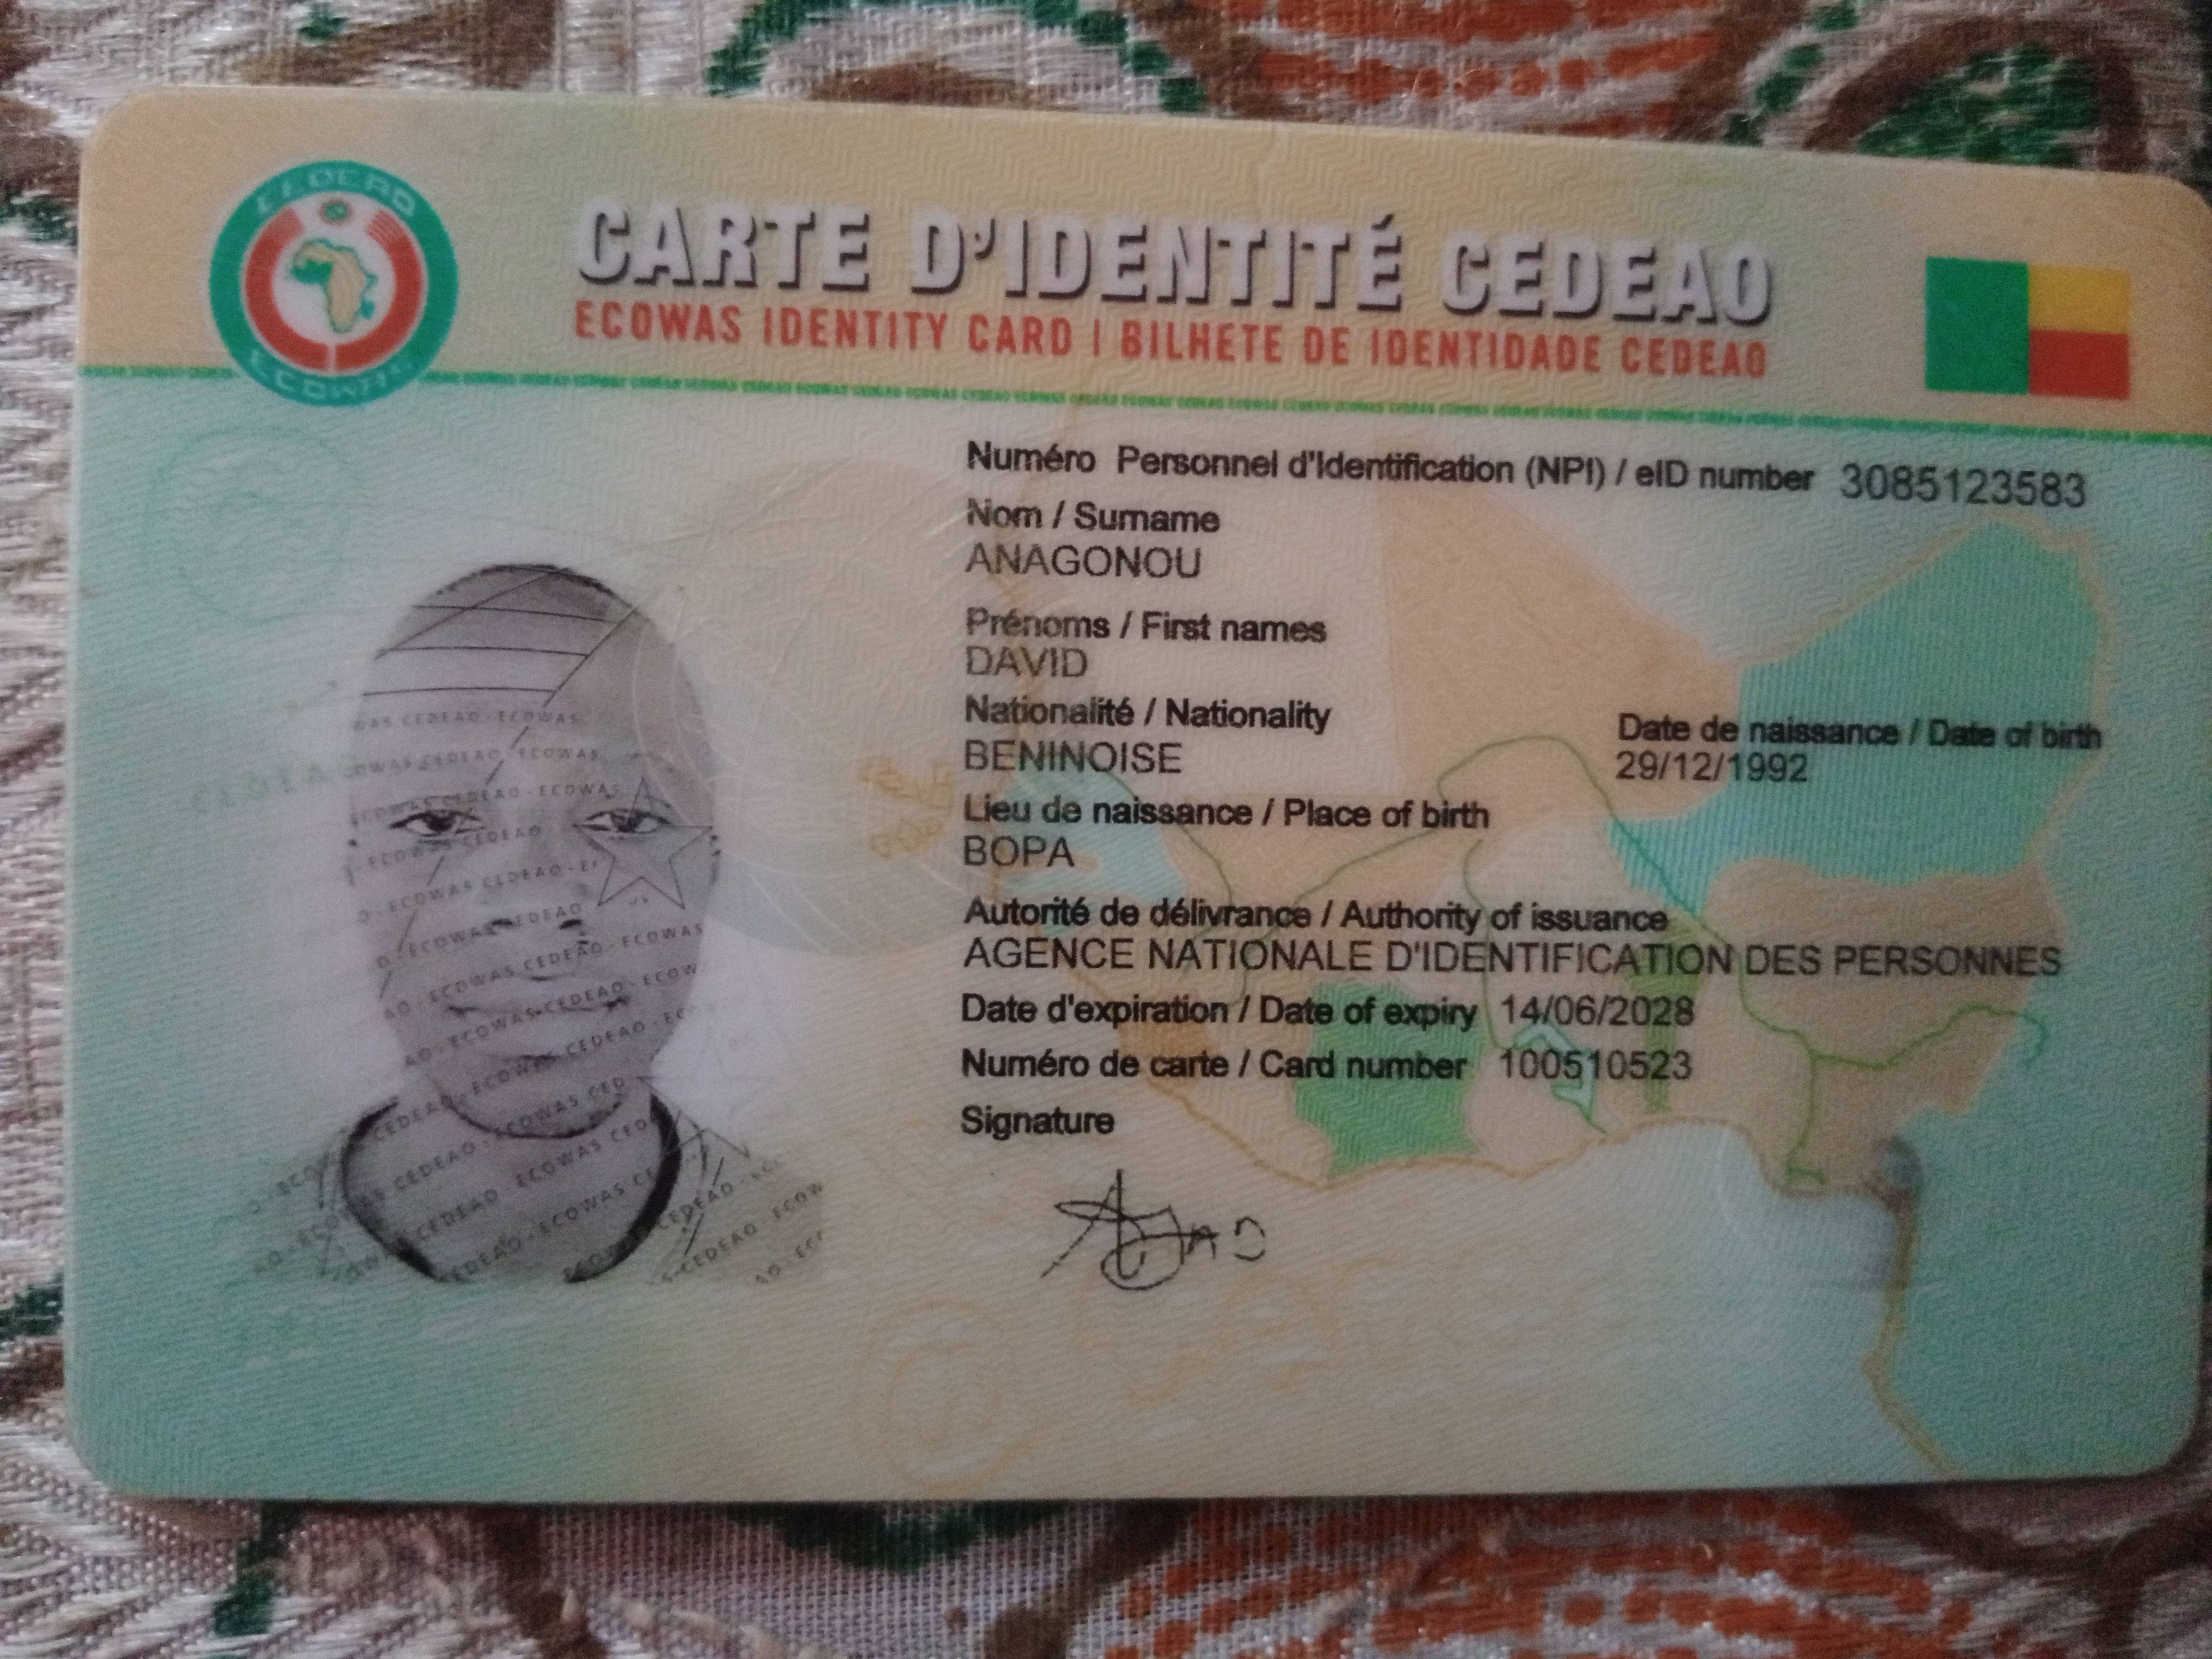 CEDEAO
ECOWAS
CARTE D'IDENTITÉ CEDEAO
ECOWAS IDENTITY CARD | BILHETE DE IDENTIDADE CEDEAO
Numéro Personnel d'Identification (NPI) / eID number 3085123583
Nom / Surname
ANAGONOU
Prénoms / First names
DAVID
Nationalité / Nationality
BENINOISE
Date de naissance / Date of birth
29/12/1992
Lieu de naissance / Place of birth
BOPA
Autorité de délivrance / Authority of issuance
AGENCE NATIONALE D'IDENTIFICATION DES PERSONNES
Date d'expiration / Date of expiry 14/06/2028
Numéro de carte / Card number 100510523
Signature